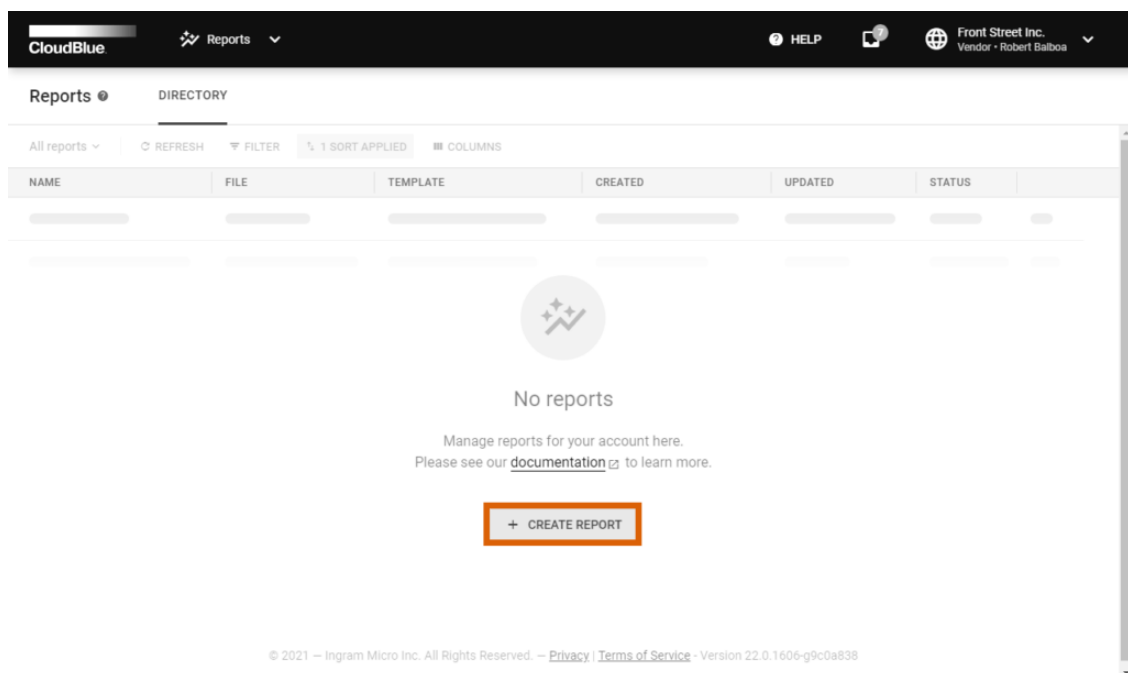 CloudBlue Reports HELP 7 Front Street Inc.
Vendor • Robert Balboa
Reports DIRECTORY
All reports REFRESH FILTER 1 SORT APPLIED COLUMNS
NAME FILE TEMPLATE CREATED UPDATED STATUS
No reports
Manage reports for your account here.
Please see our documentation to learn more.
+ CREATE REPORT
© 2021 — Ingram Micro Inc. All Rights Reserved. — Privacy | Terms of Service - Version 22.0.1606-g9c0a838